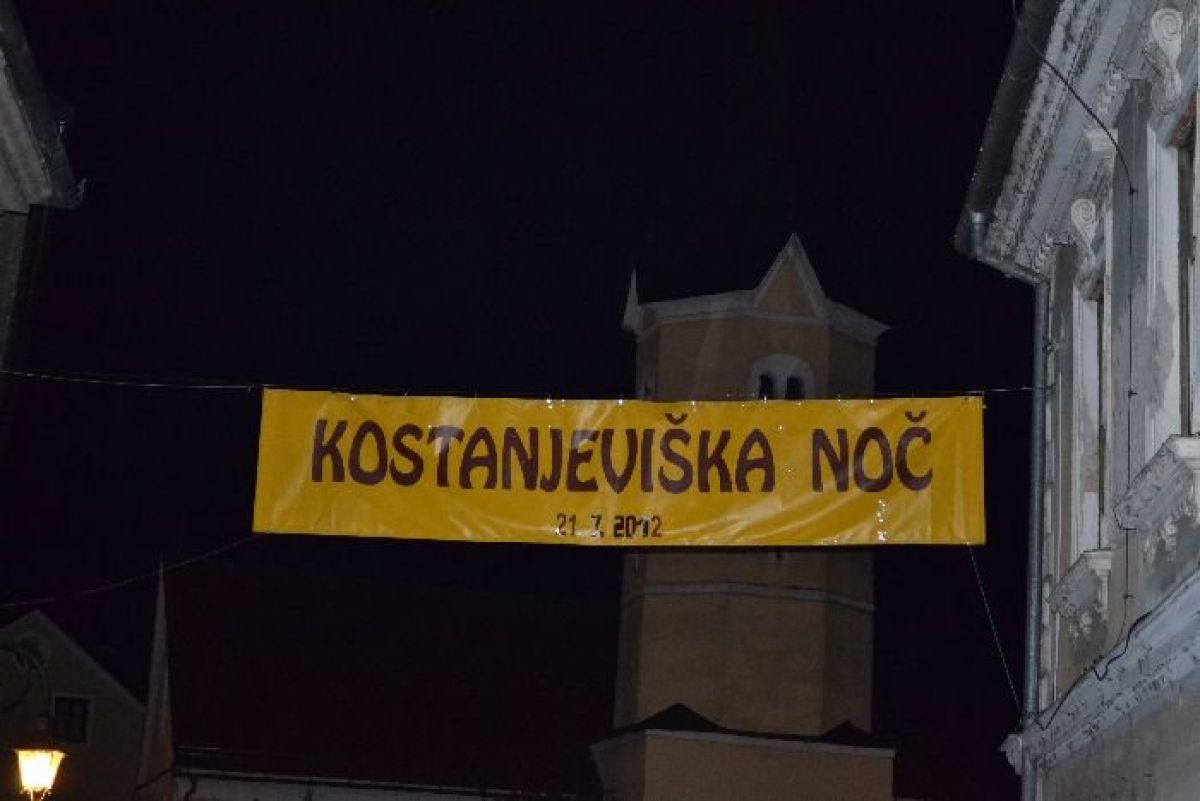 KOSTANJEVIŠKA NOČ
21. 7. 2012